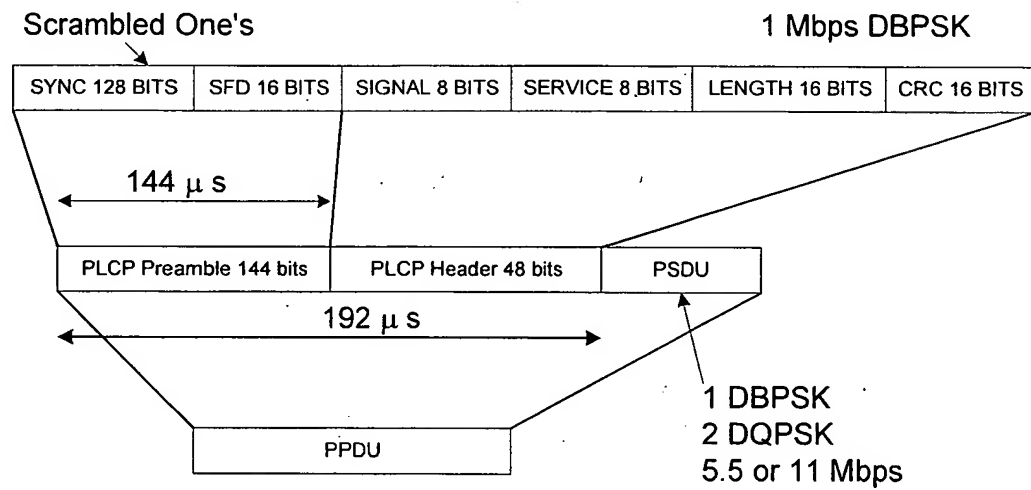 Scrambled One's
1 Mbps DBPSK
SYNC 128 BITS
SFD 16 BITS
SIGNAL 8 BITS
SERVICE 8 BITS
LENGTH 16 BITS
CRC 16 BITS
144 μ s
PLCP Preamble 144 bits
PLCP Header 48 bits
PSDU
192 μ s
1 DBPSK
2 DQPSK
5.5 or 11 Mbps
PPDU